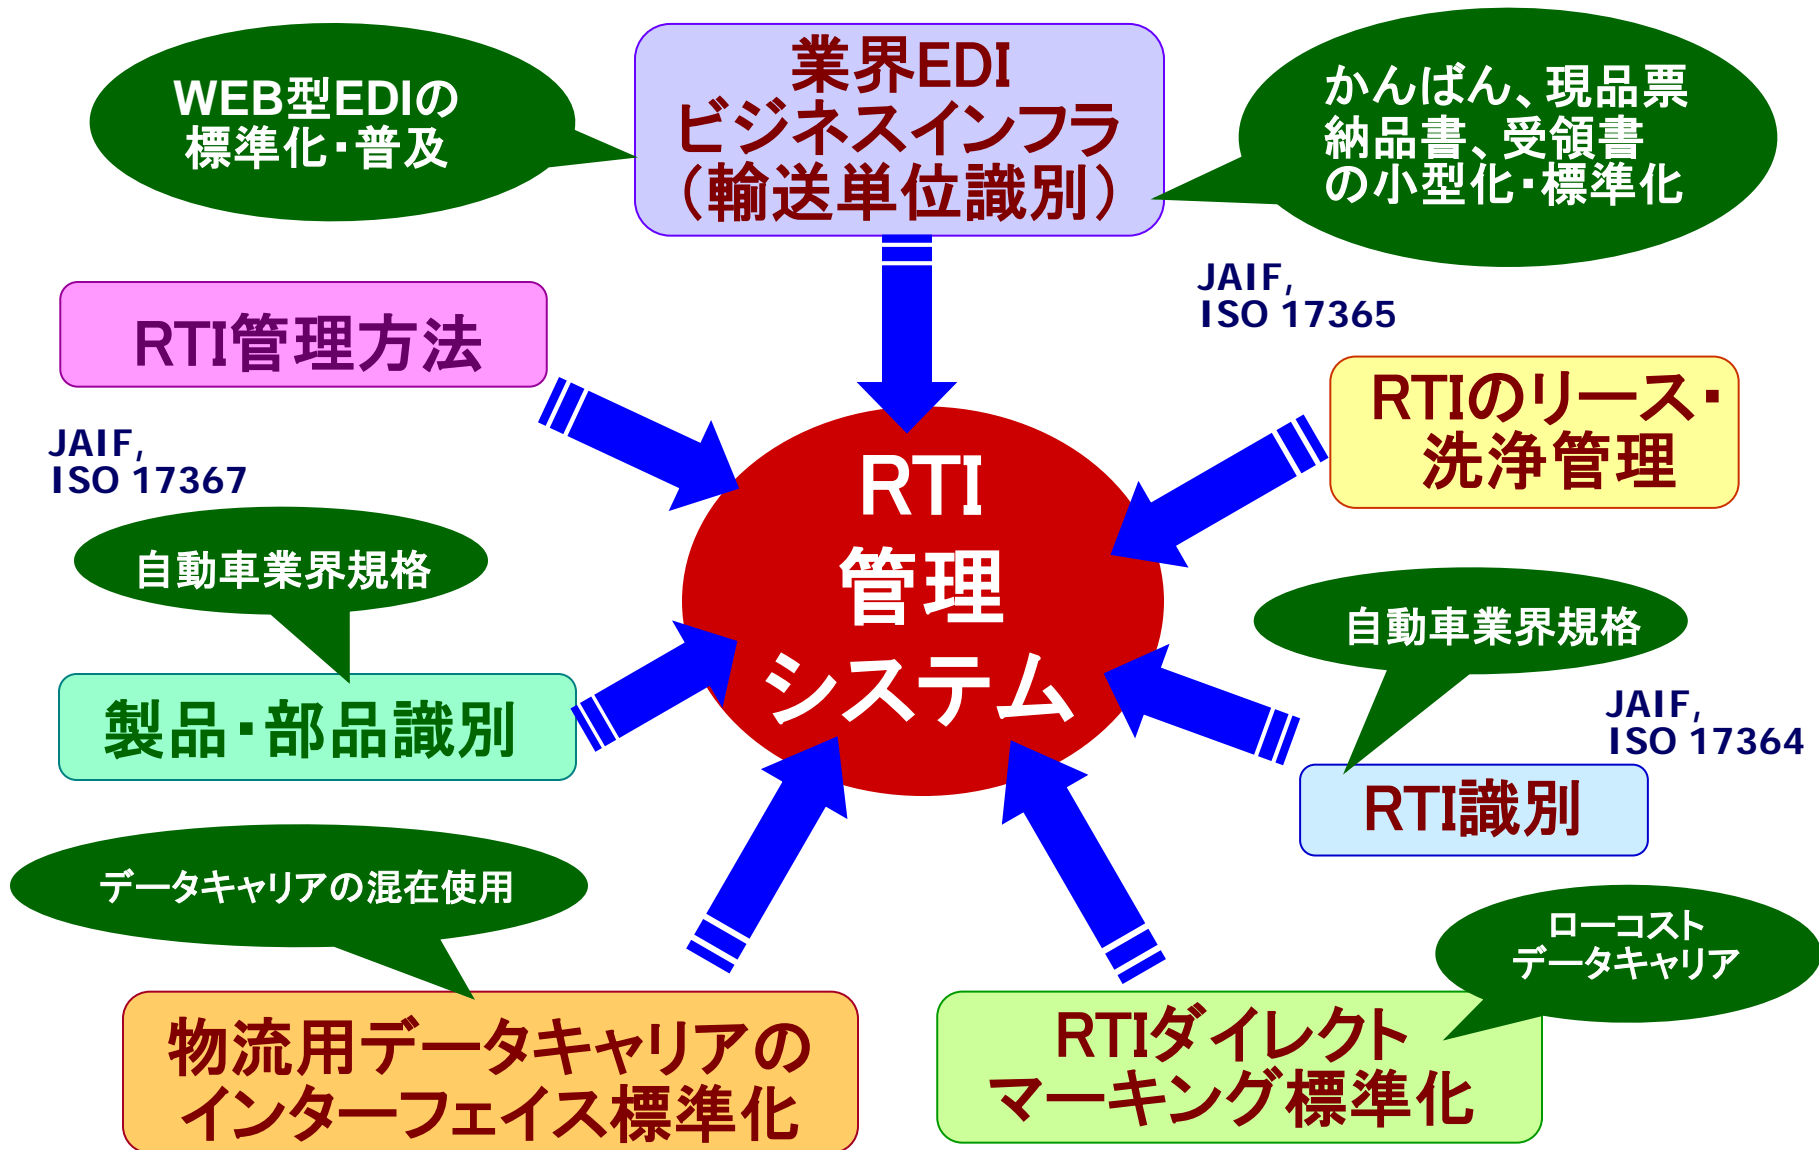 WEB型EDIの
標準化・普及
業界EDI
ビジネスインフラ
（輸送単位識別）
かんばん、現品票
納品書、受領書
の小型化・標準化
JAIF,
ISO 17365
RTI管理方法
RTIのリース・
洗浄管理
JAIF,
ISO 17367
RTI
管理
システム
自動車業界規格
自動車業界規格
製品・部品識別
JAIF,
ISO 17364
RTI識別
データキャリアの混在使用
ローコスト
データキャリア
物流用データキャリアの
インターフェイス標準化
RTIダイレクト
マーキング標準化